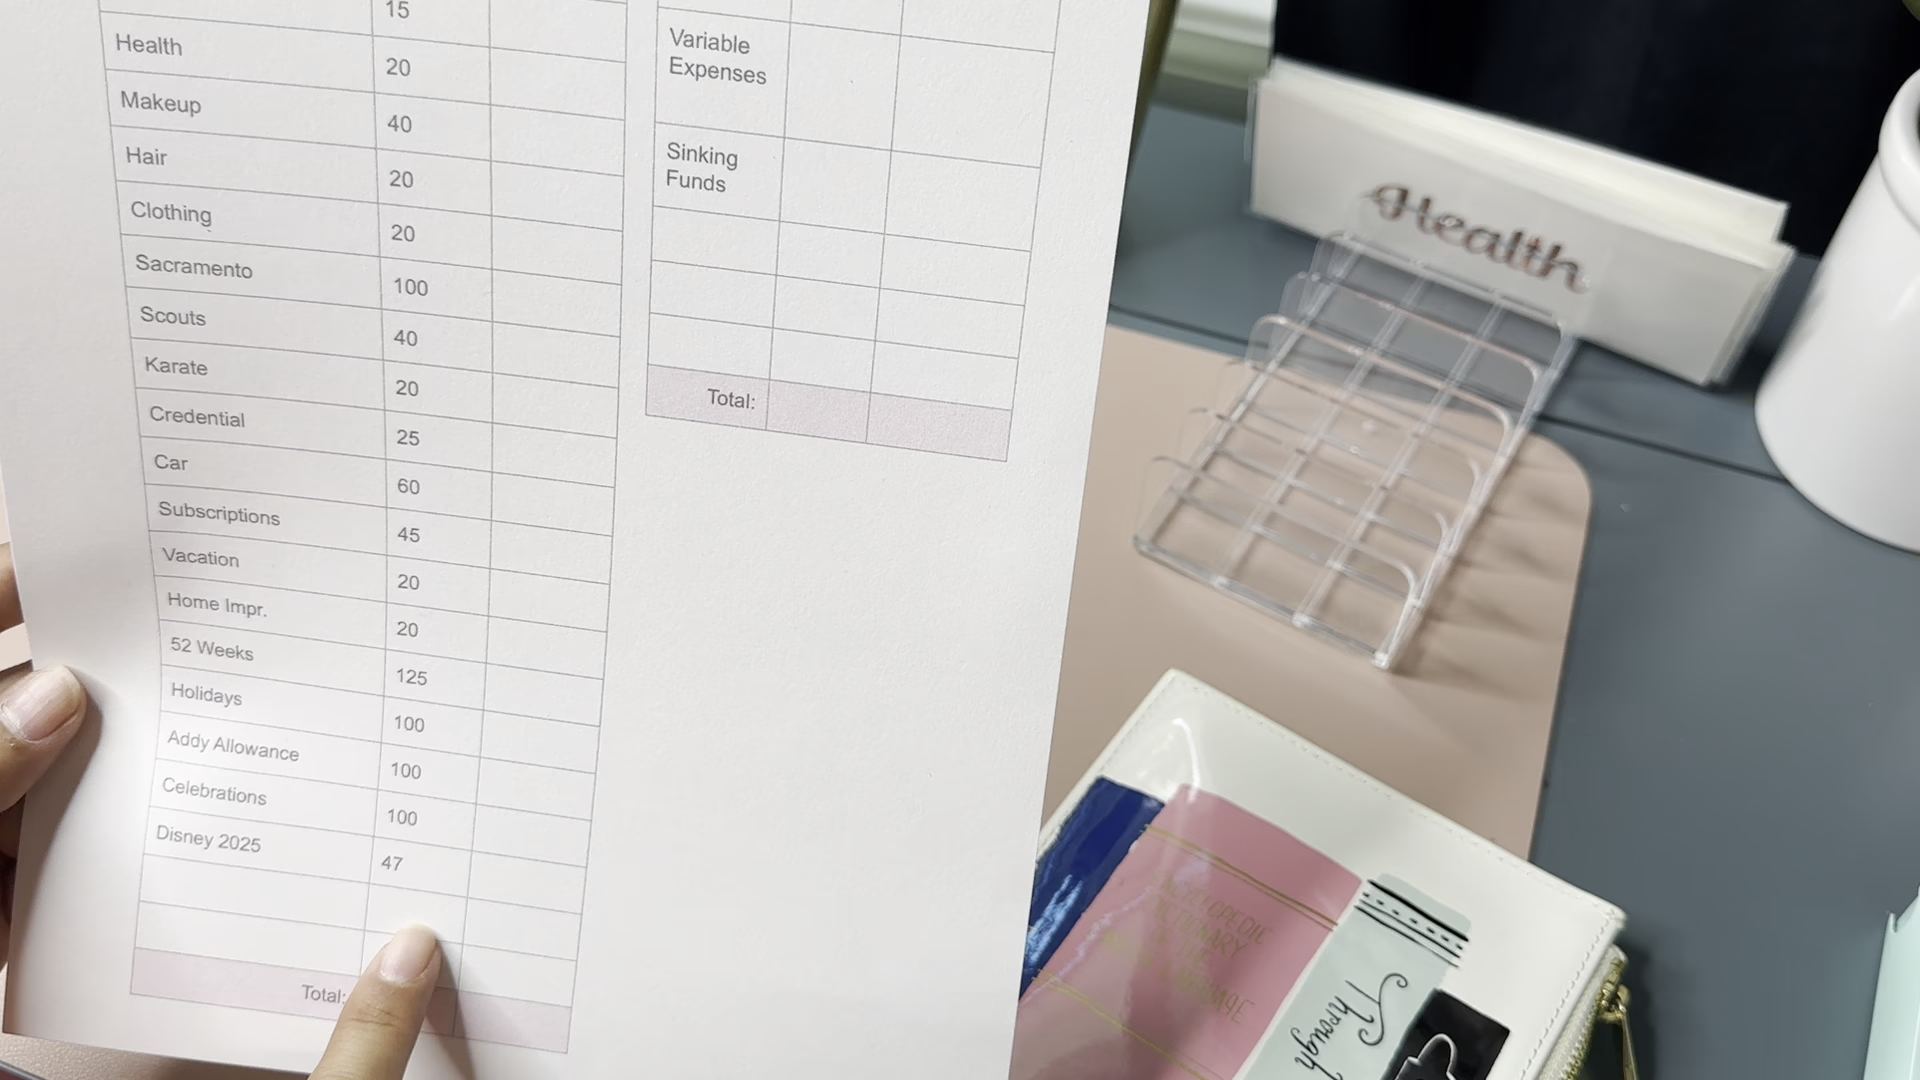 15
Health 20
Makeup 40
Hair 20
Clothing 20
Sacramento 100
Scouts 40
Karate 20
Credential 25
Car 60
Subscriptions 45
Vacation 20
Home Impr. 20
52 Weeks 125
Holidays 100
Addy Allowance 100
Celebrations 100
Disney 2025 47
Total:
Variable
Expenses
Sinking
Funds
Total:
Health
Through